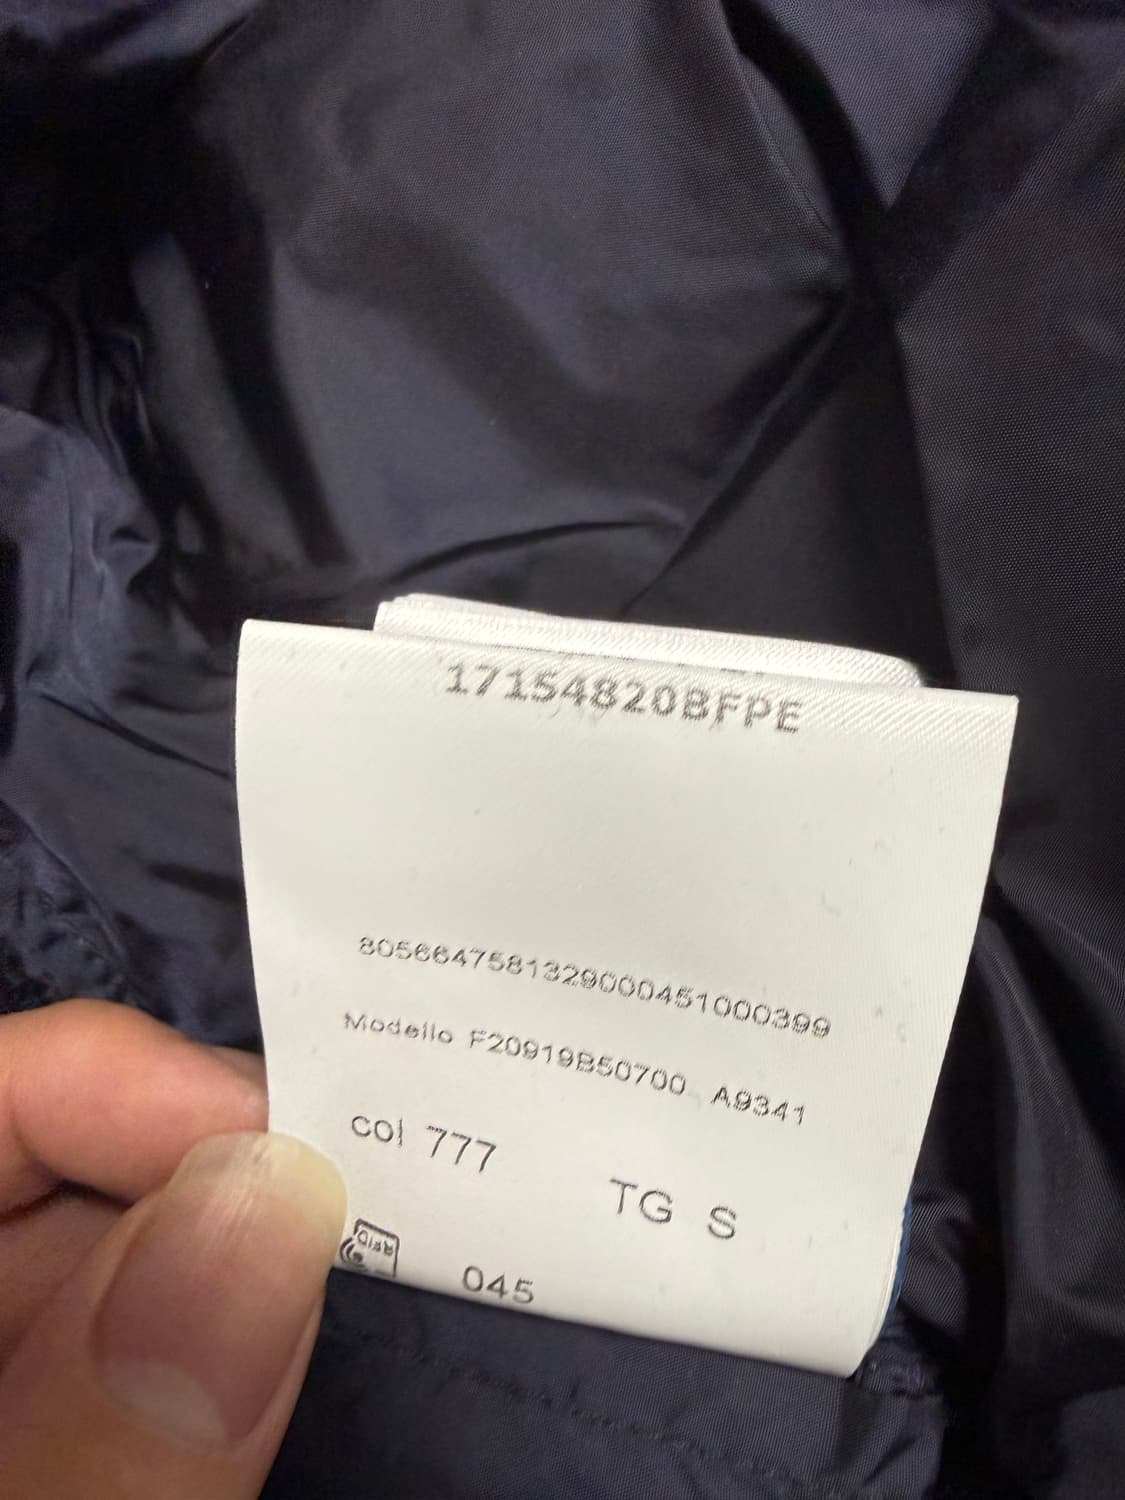 17154820BFPE
8056647581329000451000399
Modello F20919B50700 A9341
col 777
TG S
RFID
045